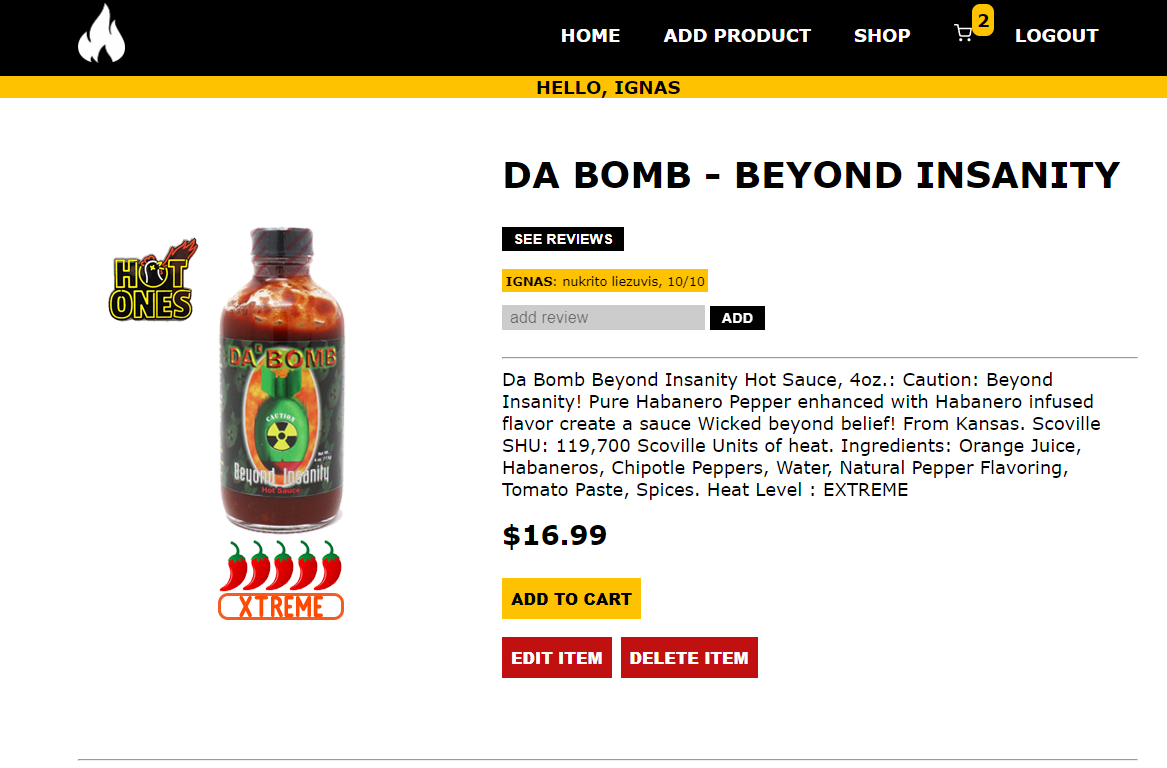 HOME ADD PRODUCT SHOP 2 LOGOUT
HELLO, IGNAS
DA BOMB - BEYOND INSANITY
SEE REVIEWS
IGNAS: nukrito liezuvis, 10/10
add review ADD
Da Bomb Beyond Insanity Hot Sauce, 4oz.: Caution: Beyond
Insanity! Pure Habanero Pepper enhanced with Habanero infused
flavor create a sauce Wicked beyond belief! From Kansas. Scoville
SHU: 119,700 Scoville Units of heat. Ingredients: Orange Juice,
Habaneros, Chipotle Peppers, Water, Natural Pepper Flavoring,
Tomato Paste, Spices. Heat Level : EXTREME
$16.99
ADD TO CART
EDIT ITEM DELETE ITEM
HOT
ONES
DA' BOMB
CAUTION
Beyond Insanity
Hot Sauce
XTREME